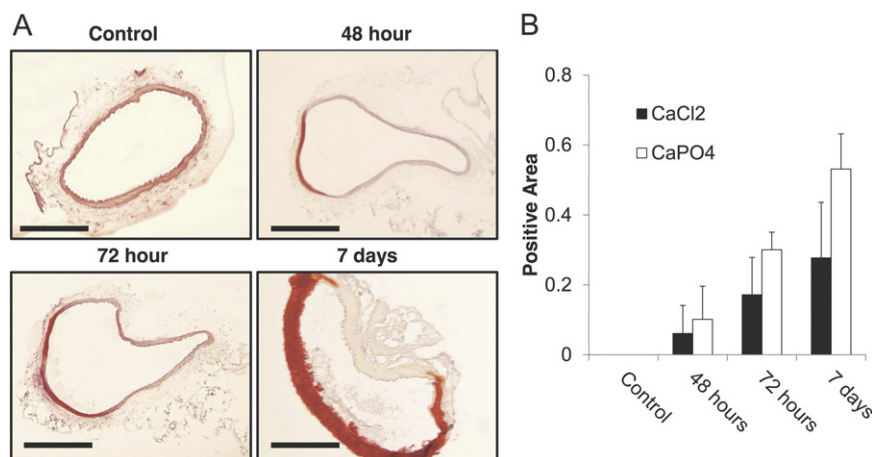 A
Control
48 hour
72 hour
7 days
B
0.8
0.6
0.4
0.2
0
Positive Area
CaCl2
CaPO4
Control
48 hours
72 hours
7 days